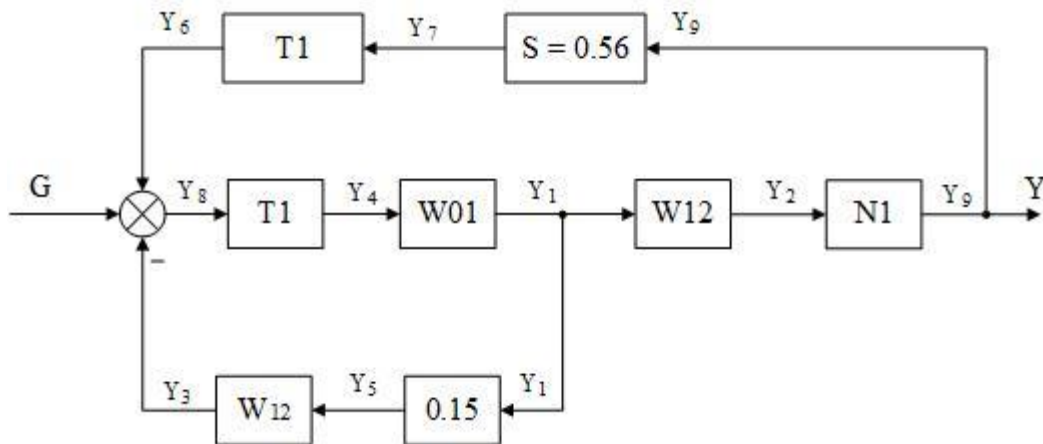 Y₆ T1 Y₇ S = 0.56 Y₉
G Y₈ T1 Y₄ W01 Y₁ W12 Y₂ N1 Y₉ Y
–
Y₃ W₁₂ Y₅ 0.15 Y₁